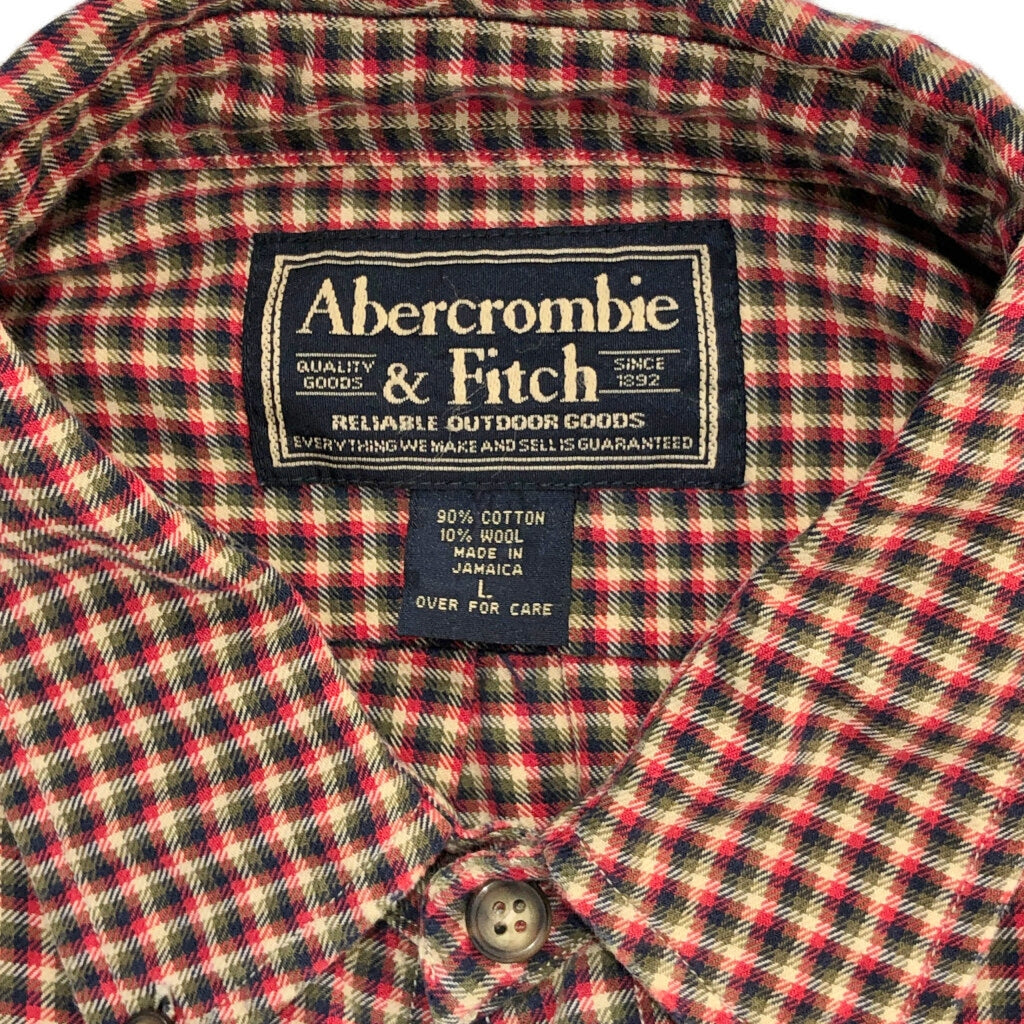 Abercrombie
QUALITY GOODS & Fitch SINCE 1892
RELIABLE OUTDOOR GOODS
EVERYTHING WE MAKE AND SELL IS GUARANTEED
90% COTTON
10% WOOL
MADE IN
JAMAICA
L
OVER FOR CARE